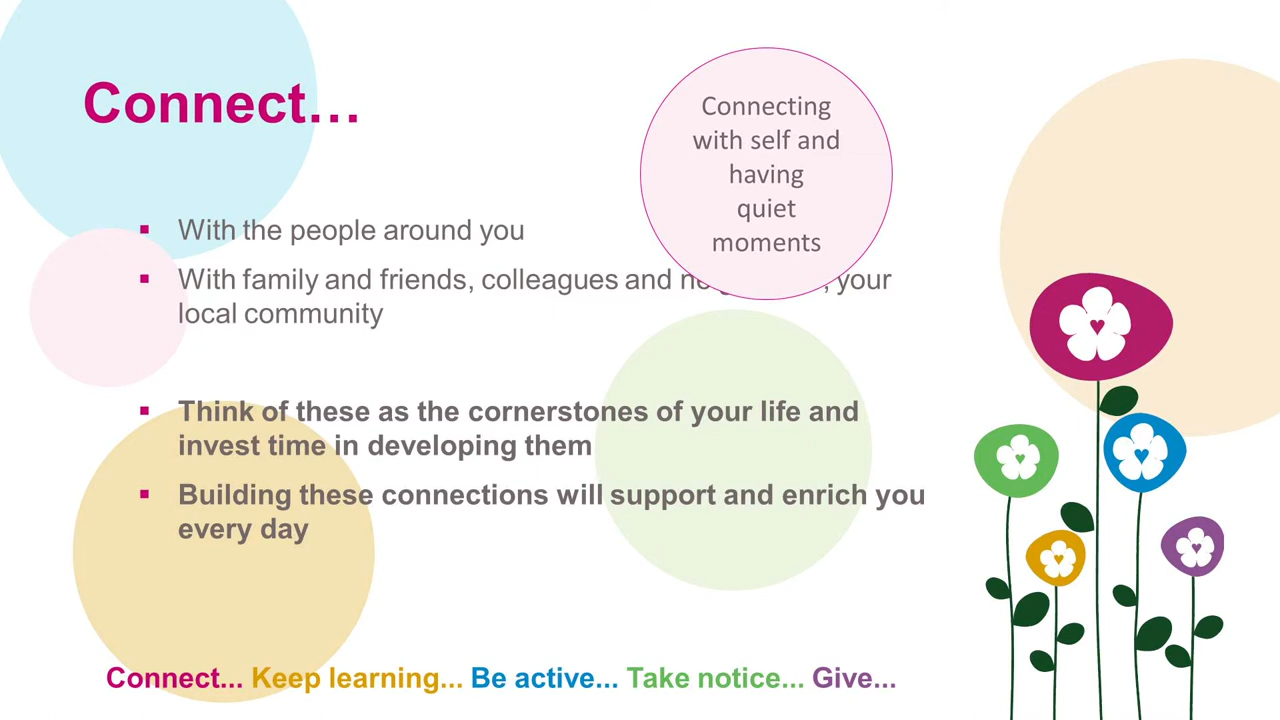 Connect...
Connecting
with self and
having
quiet
moments
▪ With the people around you
▪ With family and friends, colleagues and your
local community
▪ Think of these as the cornerstones of your life and
invest time in developing them
▪ Building these connections will support and enrich you
every day
Connect... Keep learning... Be active... Take notice... Give...